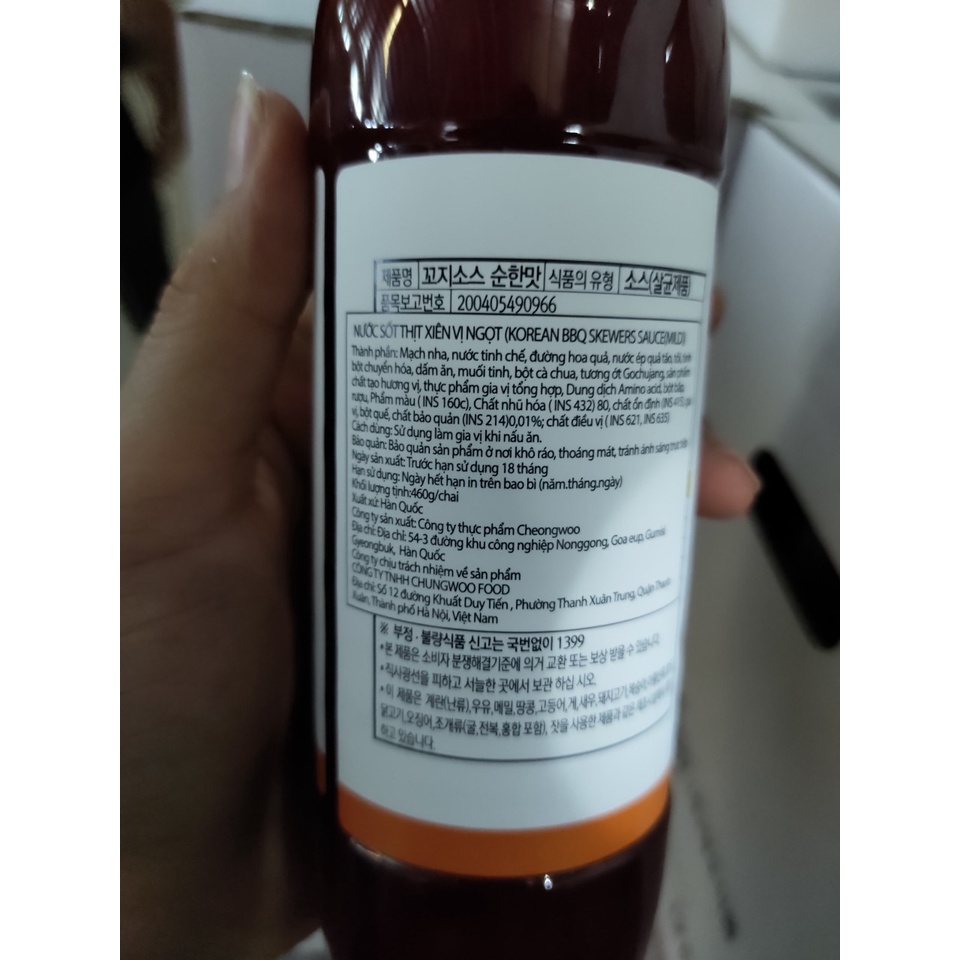 제품명 꼬지소스 순한맛 식품의 유형 소스(살균제품)
품목보고번호 200405490966
NƯỚC SỐT THỊT XIÊN VỊ NGỌT (KOREAN BBQ SKEWERS SAUCE(MILD))
Thành phần: Mạch nha, nước tinh chế, đường hoa quả, nước ép quả táo, tỏi, tinh
bột chuyển hóa, dấm ăn, muối tinh, bột cà chua, tương ớt Gochujang, sản phẩm
chất tạo hương vị, thực phẩm gia vị tổng hợp, Dung dịch Amino acid, bột bắp
rượu, Phẩm màu ( INS 160c), Chất nhũ hóa ( INS 432) 80, chất ổn định (INS 415), gia
vị, bột quế, chất bảo quản (INS 214)0,01%; chất điều vị ( INS 621, INS 635)
Cách dùng: Sử dụng làm gia vị khi nấu ăn.
Bảo quản: Bảo quản sản phẩm ở nơi khô ráo, thoáng mát, tránh ánh sáng trực tiếp
Ngày sản xuất: Trước hạn sử dụng 18 tháng
Hạn sử dụng: Ngày hết hạn in trên bao bì (năm.tháng.ngày)
Khối lượng tịnh:460g/chai
Xuất xứ: Hàn Quốc
Công ty sản xuất: Công ty thực phẩm Cheongwoo
Địa chỉ: Địa chỉ: 54-3 đường khu công nghiệp Nonggong, Goa eup, Gumisi,
Gyeongbuk, Hàn Quốc
Công ty chịu trách nhiệm về sản phẩm
CÔNG TY TNHH CHUNGWOO FOOD
Địa chỉ: Số 12 đường Khuất Duy Tiến , Phường Thanh Xuân Trung, Quận Thanh
Xuân, Thành phố Hà Nội, Việt Nam
※ 부정 · 불량식품 신고는 국번없이 1399
*본 제품은 소비자 분쟁해결기준에 의거 교환 또는 보상 받을 수 있습니다.
*직사광선을 피하고 서늘한 곳에서 보관 하십 시오
*이 제품은 계란(난류),우유,메밀,땅콩,고등어,게,새우,돼지고기,
닭고기,오징어,조개류(굴,전복,홍합 포함), 잣을 사용한 제품과 같은
하고 있습니다.